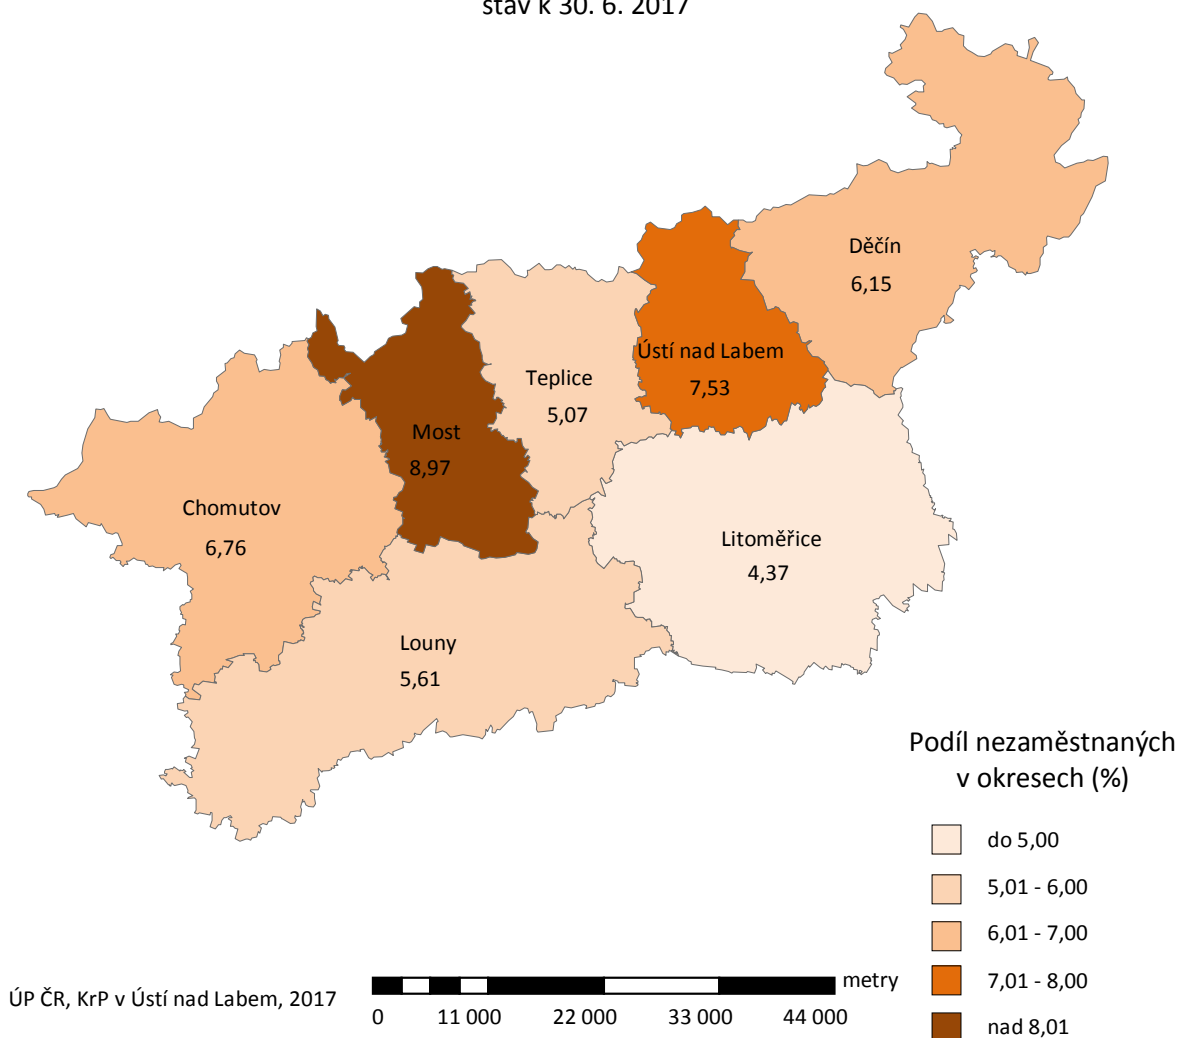 stav k 30. 6. 2017
Děčín
6,15
Ústí nad Labem
7,53
Teplice
5,07
Most
8,97
Chomutov
6,76
Litoměřice
4,37
Louny
5,61
Podíl nezaměstnaných
v okresech (%)
do 5,00
5,01 - 6,00
6,01 - 7,00
7,01 - 8,00
nad 8,01
metry
0 11 000 22 000 33 000 44 000
ÚP ČR, KrP v Ústí nad Labem, 2017